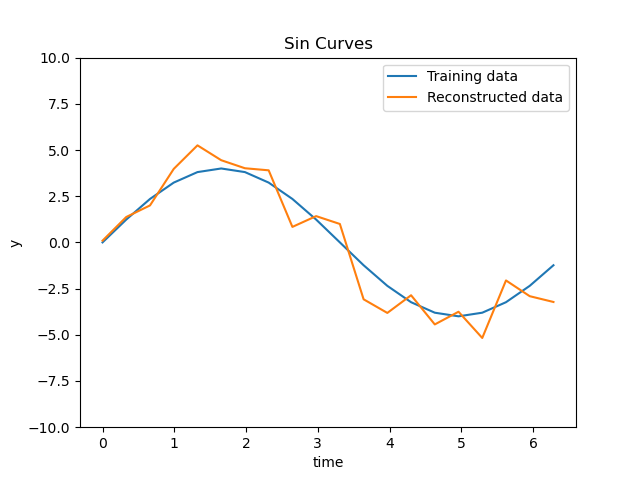 Sin Curves
Training data
Reconstructed data
10.0
7.5
5.0
2.5
0.0
−2.5
−5.0
−7.5
−10.0
y
0 1 2 3 4 5 6
time